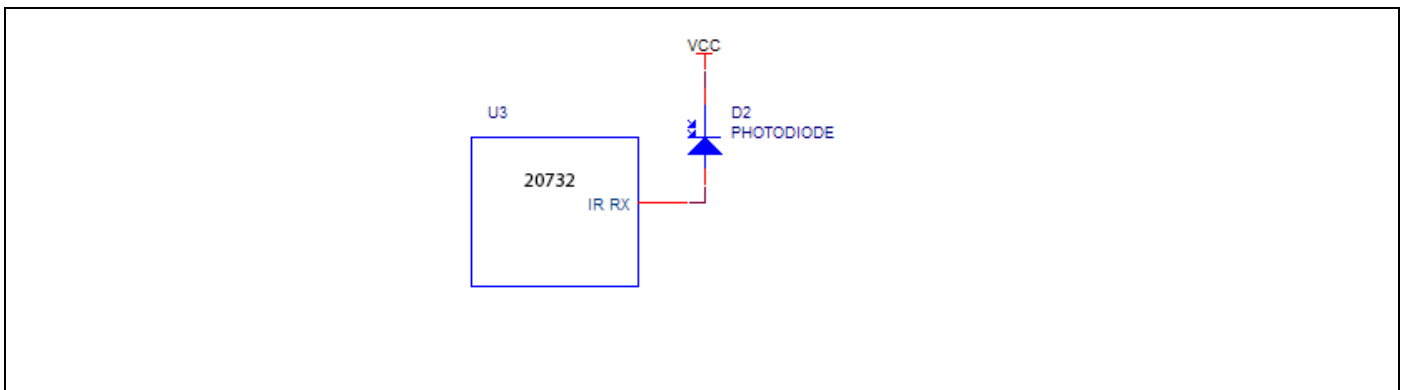 VCC
U3
D2
PHOTODIODE
20732
IR RX